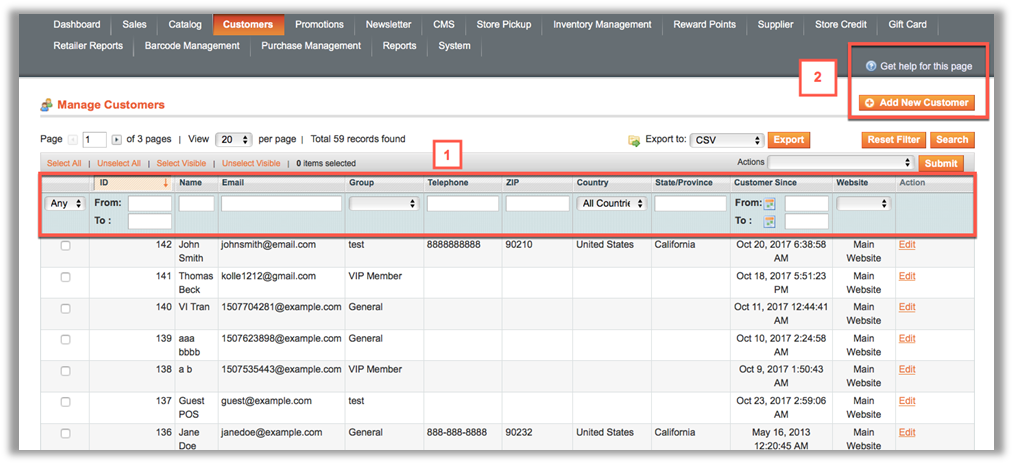 Dashboard Sales Catalog Customers Promotions Newsletter CMS Store Pickup Inventory Management Reward Points Supplier Store Credit Gift Card
Retailer Reports Barcode Management Purchase Management Reports System
2
Get help for this page
Manage Customers
Add New Customer
Page 1 of 3 pages | View 20 per page | Total 59 records found
Export to: CSV Export Reset Filter Search
1
Select All | Unselect All | Select Visible | Unselect Visible | 0 items selected
Actions Submit
ID Name Email Group Telephone ZIP Country State/Province Customer Since Website Action
Any From: All Countrie From:
To : To :
142 John johnsmith@email.com test 8888888888 90210 United States California Oct 20, 2017 6:38:58 Main Edit
Smith AM Website
141 Thomas kolle1212@gmail.com VIP Member Oct 18, 2017 5:51:23 Main Edit
Beck PM Website
140 VI Tran 1507704281@example.com General Oct 11, 2017 12:44:41 Main Edit
AM Website
139 aaa 1507623898@example.com General Oct 10, 2017 2:24:58 Main Edit
bbbb AM Website
138 a b 1507535443@example.com VIP Member Oct 9, 2017 1:50:43 Main Edit
AM Website
137 Guest guest@example.com test Oct 23, 2017 2:59:06 Main Edit
POS AM Website
136 Jane janedoe@example.com General 888-888-8888 90232 United States California May 16, 2013 Main Edit
Doe 12:20:45 AM Website